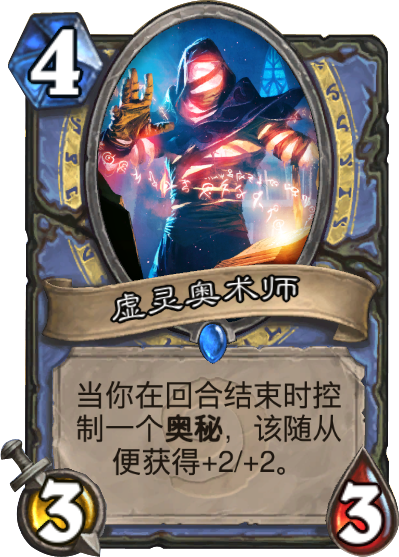 4
虚灵奥术师
当你在回合结束时控
制一个奥秘，该随从
便获得+2/+2。
3
3